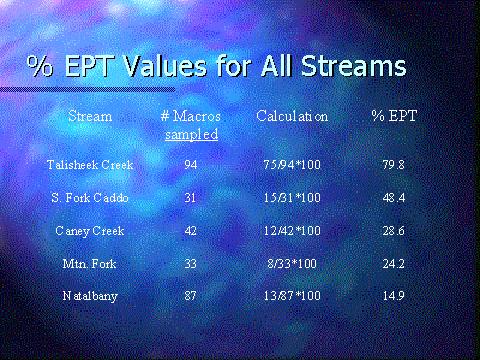 % EPT Values for All Streams
Stream # Macros sampled Calculation % EPT
Talisheek Creek 94 75/94*100 79.8
S. Fork Caddo 31 15/31*100 48.4
Caney Creek 42 12/42*100 28.6
Mtn. Fork 33 8/33*100 24.2
Natalbany 87 13/87*100 14.9